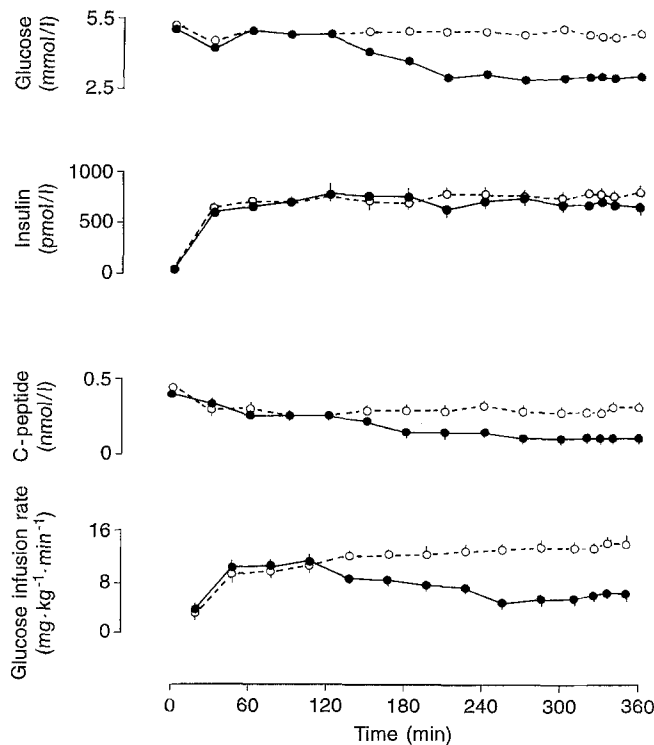 Glucose
(mmol/l)
5.5
2.5
Insulin
(pmol/l)
1000
500
0
C-peptide
(nmol/l)
0.5
0
Glucose infusion rate
(mg·kg⁻¹·min⁻¹)
16
8
0
0 60 120 180 240 300 360
Time (min)